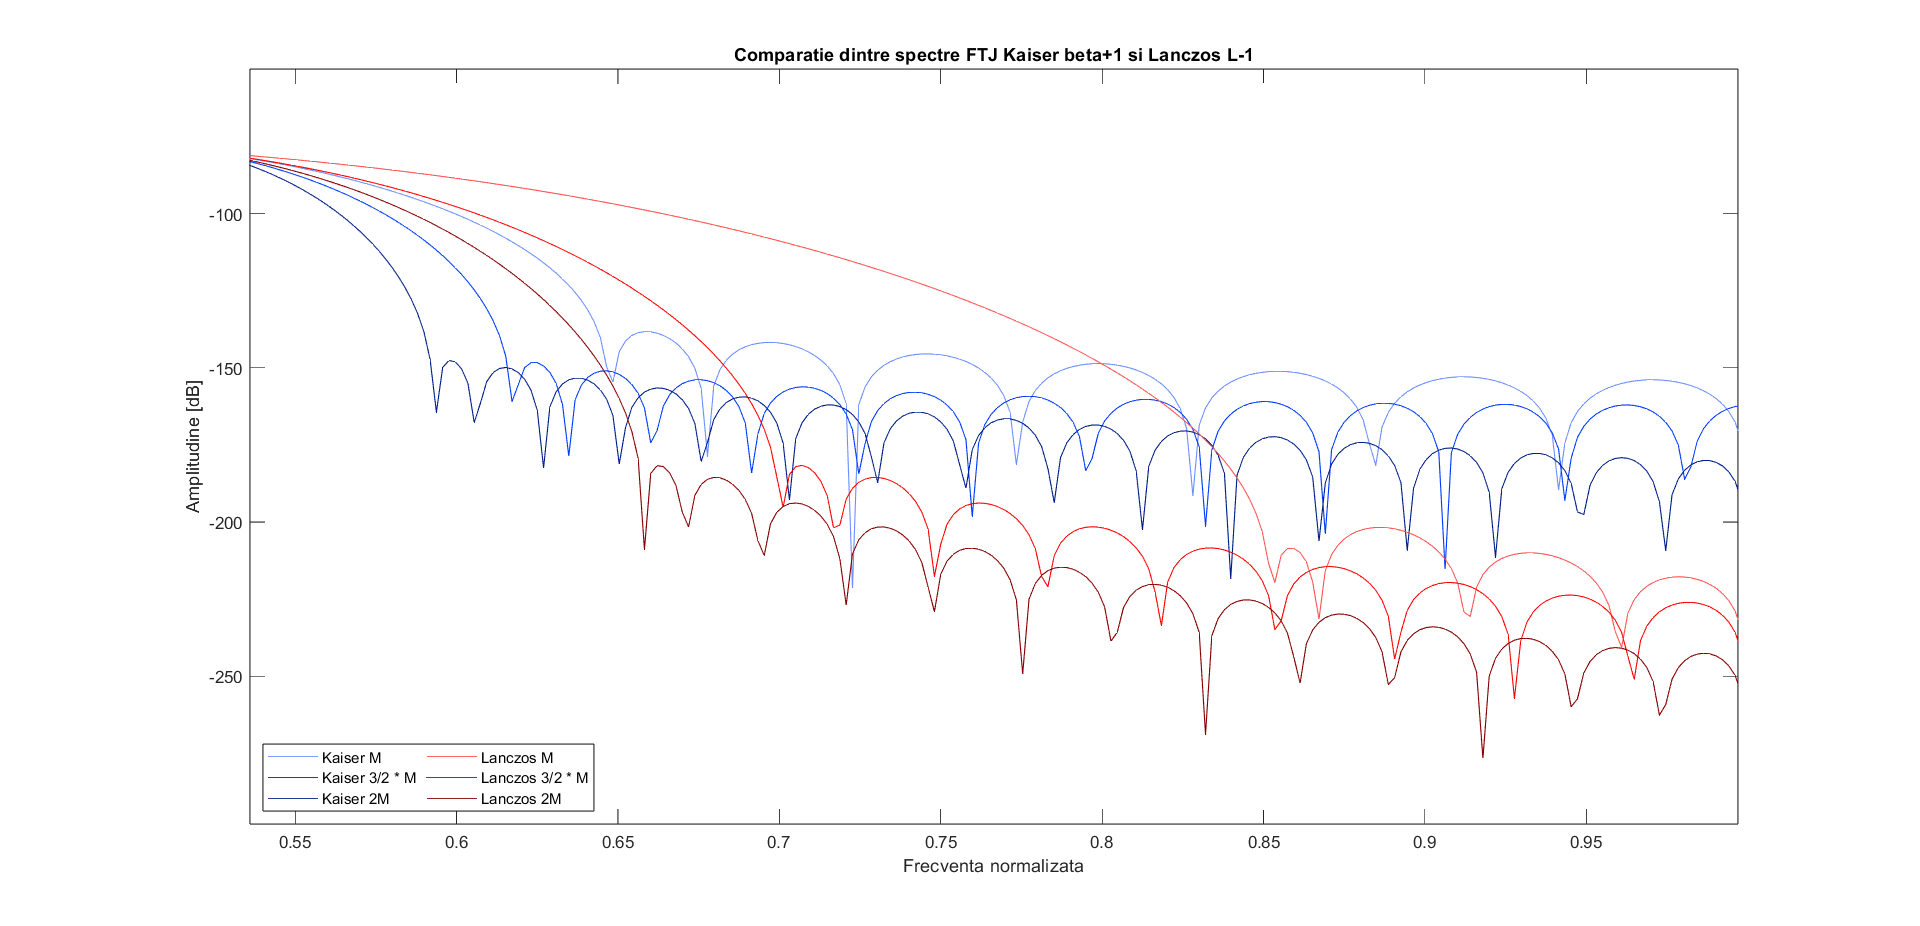 Comparatie dintre spectre FTJ Kaiser beta+1 si Lanczos L-1
Amplitudine [dB]
-100
-150
-200
-250
Kaiser M
Lanczos M
Kaiser 3/2 * M
Lanczos 3/2 * M
Kaiser 2M
Lanczos 2M
0.55 0.6 0.65 0.7 0.75 0.8 0.85 0.9 0.95
Frecventa normalizata